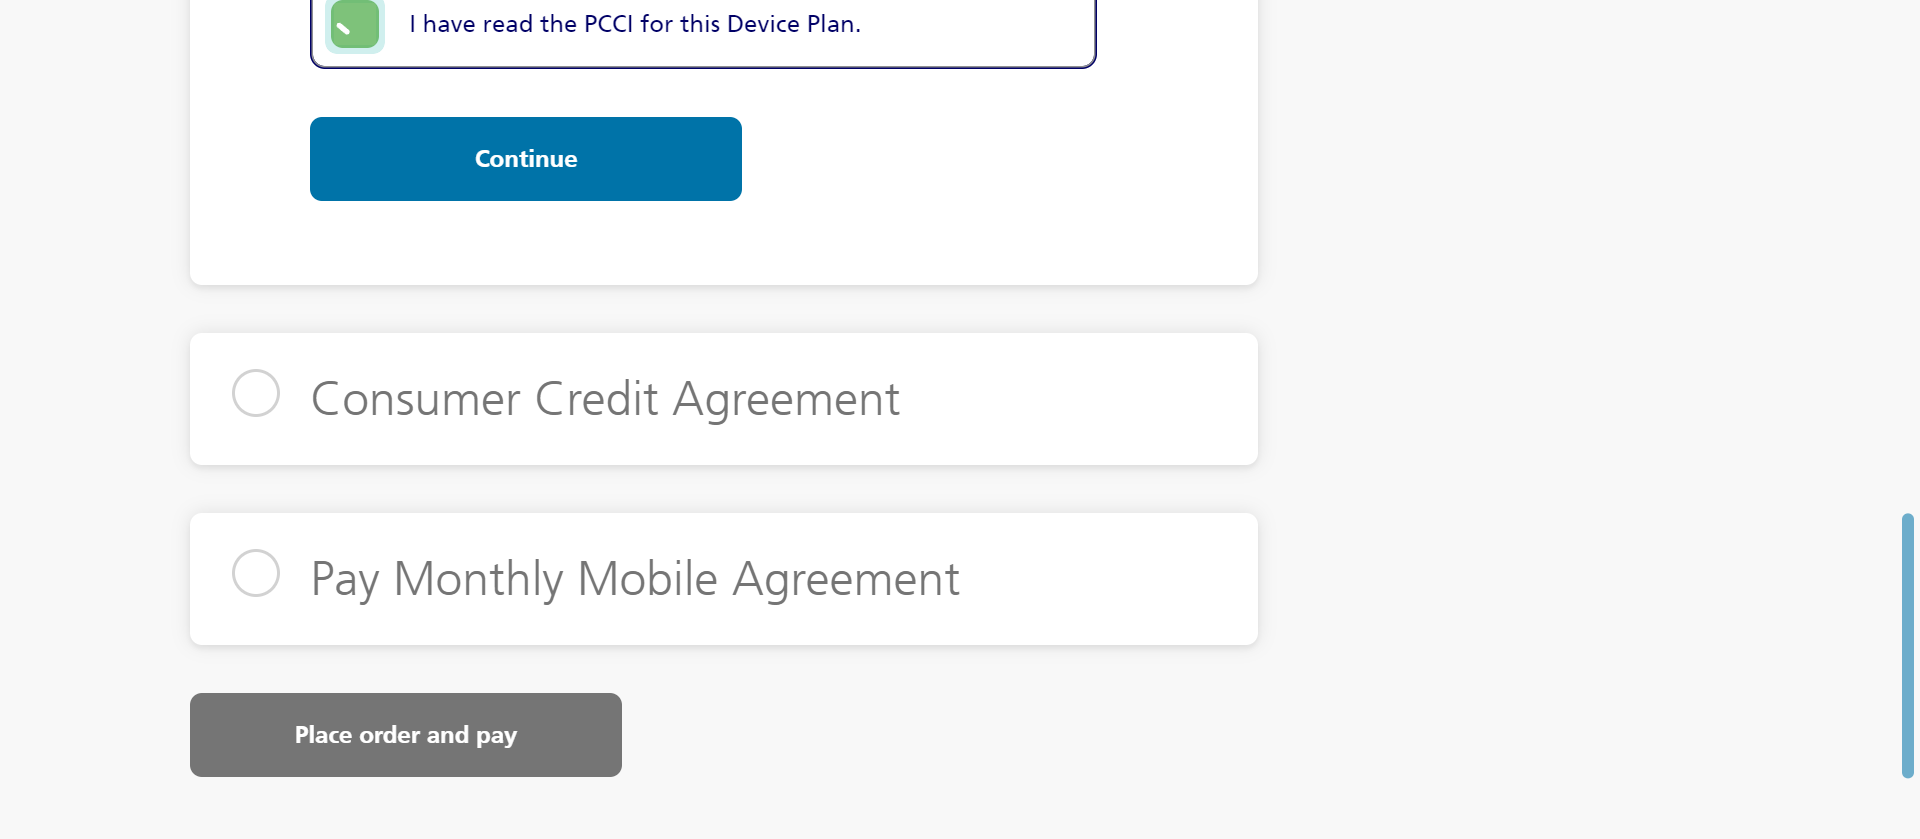 I have read the PCCI for this Device Plan.
Continue
Consumer Credit Agreement
Pay Monthly Mobile Agreement
Place order and pay